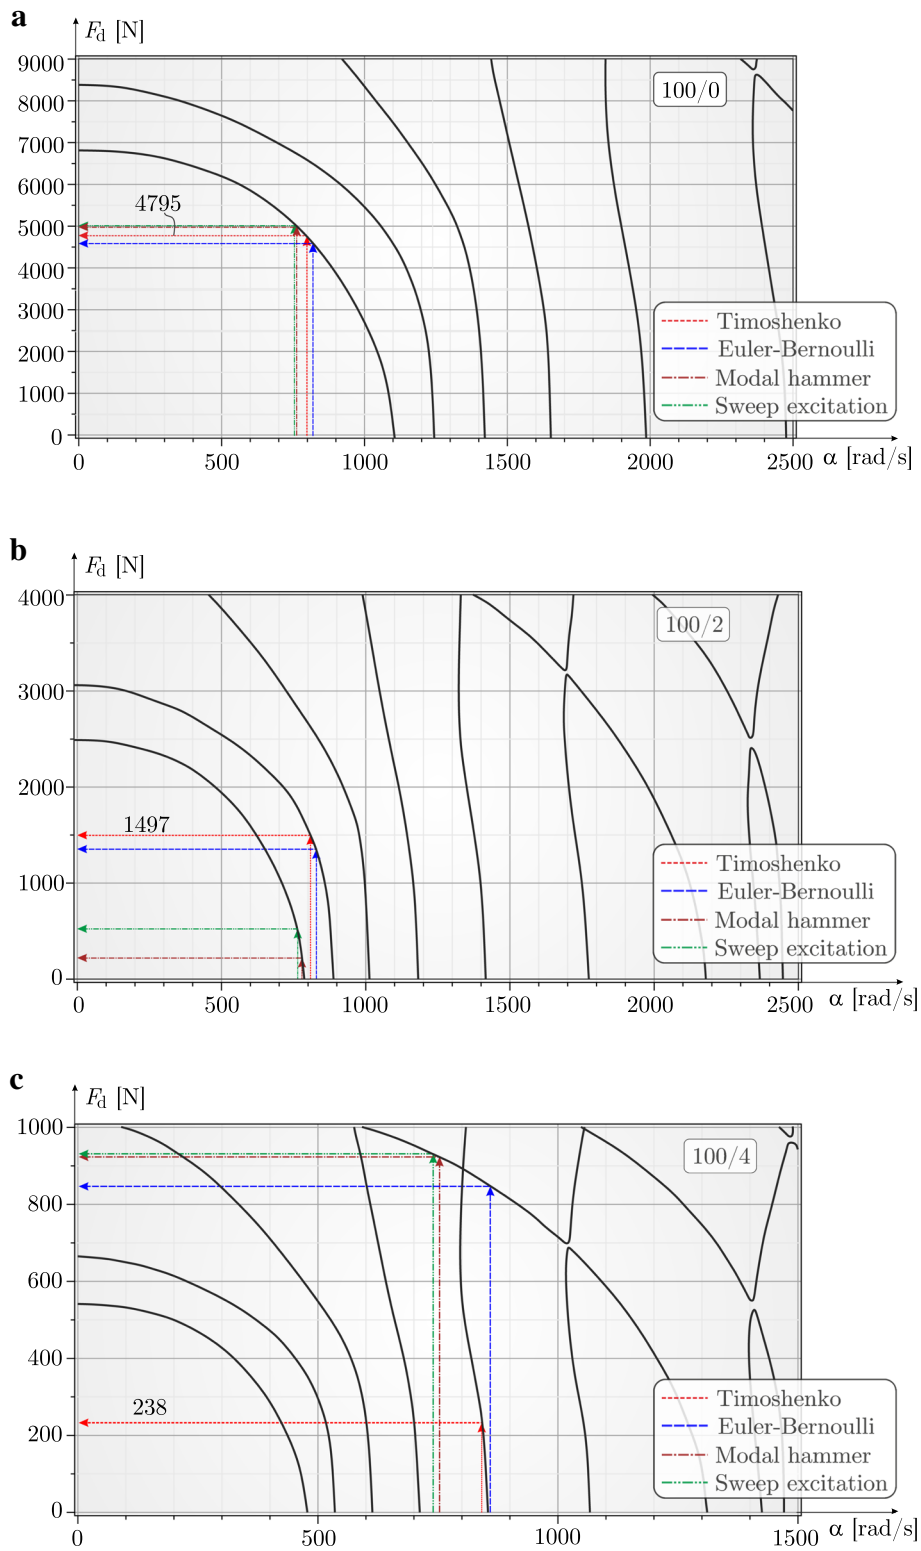 a
Fd [N]
9000
8000
7000
6000
5000
4000
3000
2000
1000
0
100/0
4795
Timoshenko
Euler-Bernoulli
Modal hammer
Sweep excitation
0 500 1000 1500 2000 2500 α [rad/s]
b
Fd [N]
4000
3000
2000
1000
0
100/2
1497
Timoshenko
Euler-Bernoulli
Modal hammer
Sweep excitation
0 500 1000 1500 2000 2500 α [rad/s]
c
Fd [N]
1000
800
600
400
200
0
100/4
238
Timoshenko
Euler-Bernoulli
Modal hammer
Sweep excitation
0 500 1000 1500 α [rad/s]